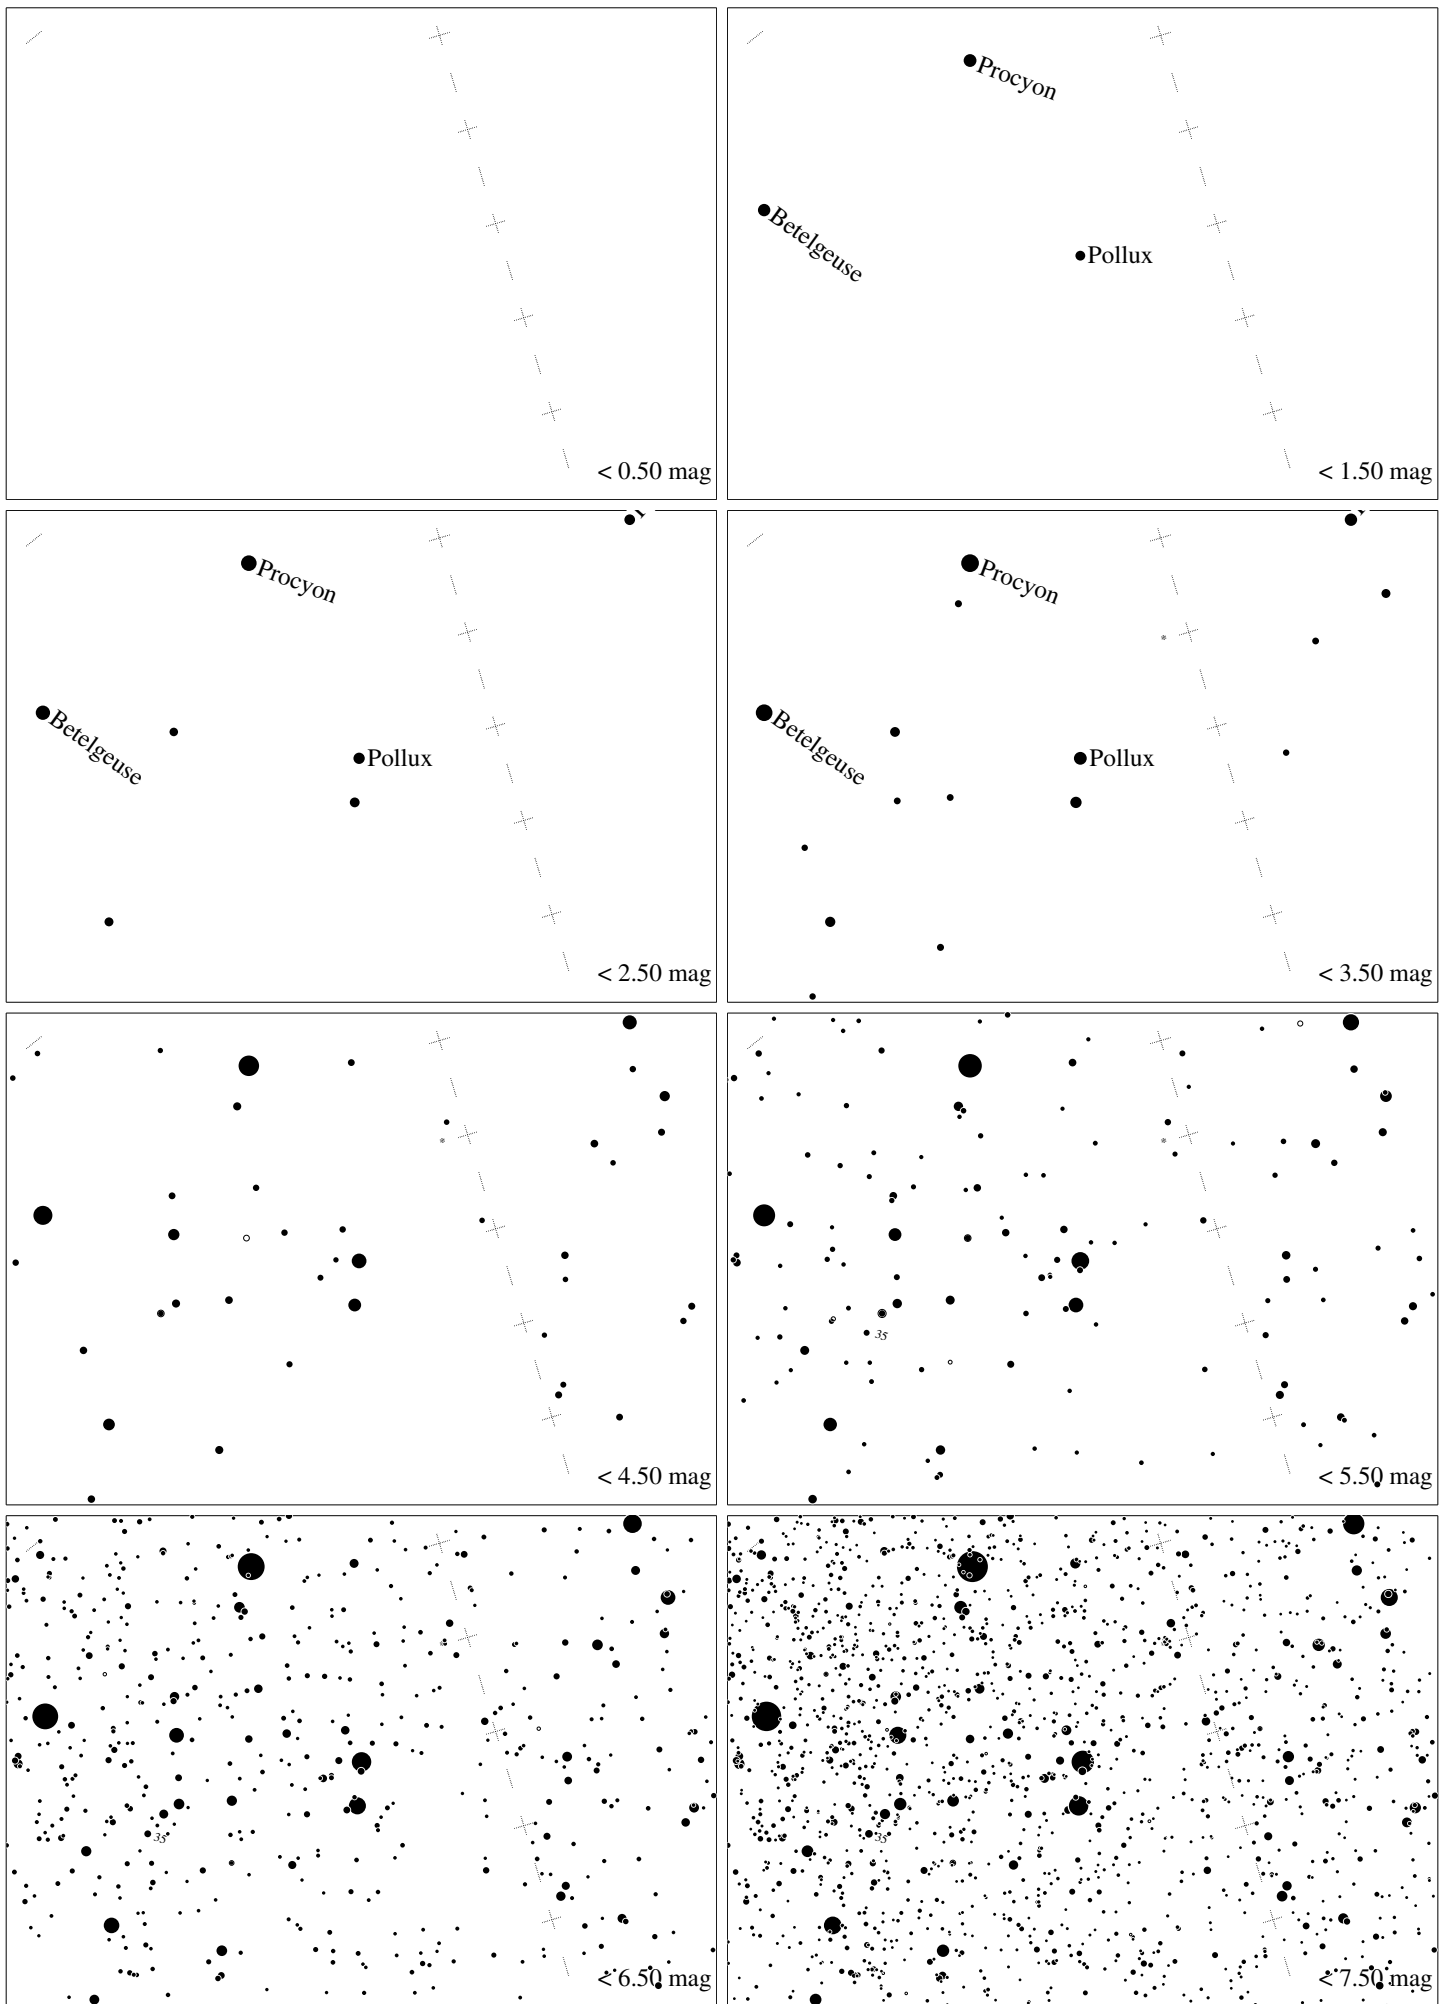 < 0.50 mag
Procyon
Betelgeuse
Pollux
< 1.50 mag
Procyon
Betelgeuse
Pollux
< 2.50 mag
Procyon
Betelgeuse
Pollux
< 3.50 mag
< 4.50 mag
35
< 5.50 mag
35
< 6.50 mag
35
< 7.50 mag